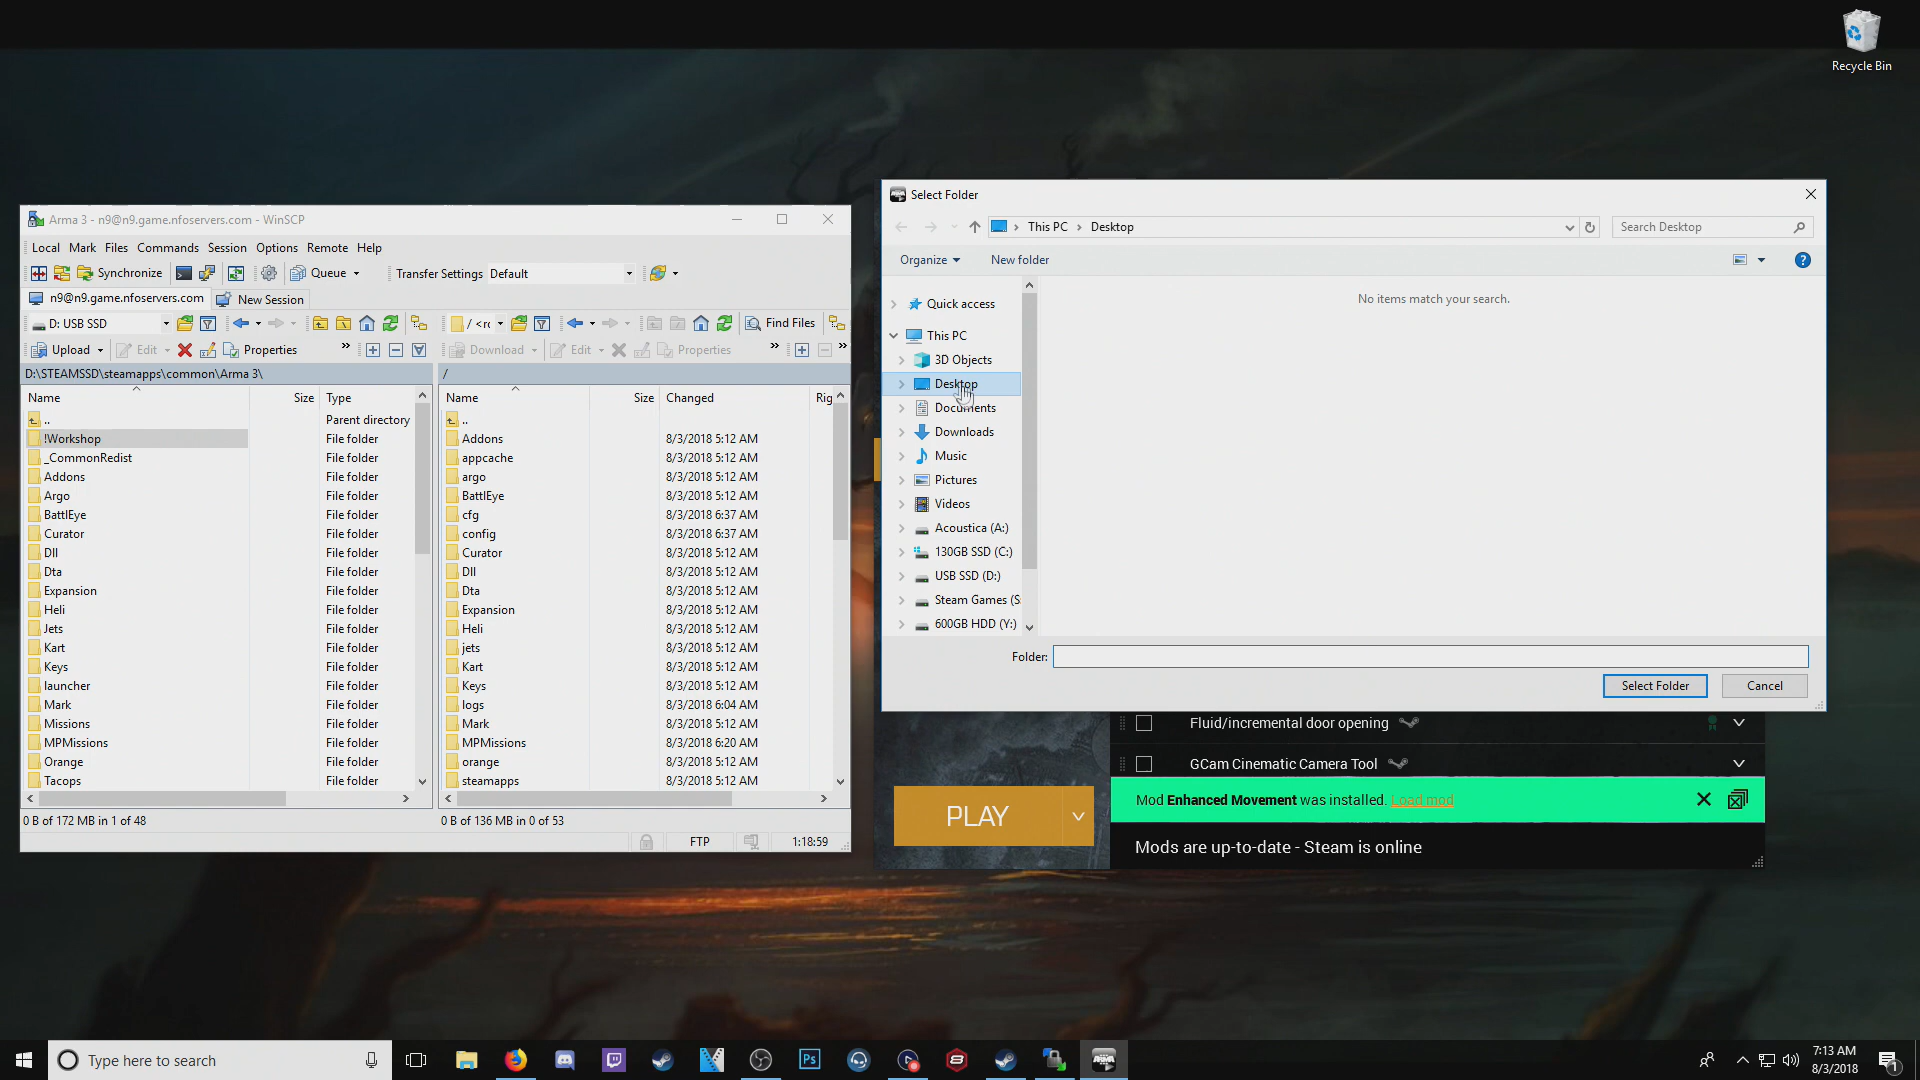 Recycle Bin
Arma 3 - n9@n9.game.nfoservers.com - WinSCP
Local Mark Files Commands Session Options Remote Help
Synchronize Queue Transfer Settings Default
n9@n9.game.nfoservers.com New Session
D: USB SSD / <rc Find Files
Upload Edit Properties Download Edit Properties
D:\STEAMSSD\steamapps\common\Arma 3\ /
Name Size Type Name Size Changed Rig
.. Parent directory ..
!Workshop File folder Addons 8/3/2018 5:12 AM
_CommonRedist File folder appcache 8/3/2018 5:12 AM
Addons File folder argo 8/3/2018 5:12 AM
Argo File folder BattlEye 8/3/2018 5:12 AM
BattlEye File folder cfg 8/3/2018 6:37 AM
Curator File folder config 8/3/2018 6:37 AM
Dll File folder Curator 8/3/2018 5:12 AM
Dta File folder Dll 8/3/2018 5:12 AM
Expansion File folder Dta 8/3/2018 5:12 AM
Heli File folder Expansion 8/3/2018 5:12 AM
Jets File folder Heli 8/3/2018 5:12 AM
Kart File folder jets 8/3/2018 5:12 AM
Keys File folder Kart 8/3/2018 5:12 AM
launcher File folder Keys 8/3/2018 5:12 AM
Mark File folder logs 8/3/2018 6:04 AM
Missions File folder Mark 8/3/2018 5:12 AM
MPMissions File folder MPMissions 8/3/2018 6:20 AM
Orange File folder orange 8/3/2018 5:12 AM
Tacops File folder steamapps 8/3/2018 5:12 AM
0 B of 172 MB in 1 of 48 0 B of 136 MB in 0 of 53
FTP 1:18:59
Select Folder
This PC Desktop Search Desktop
Organize New folder
No items match your search.
Quick access
This PC
3D Objects
Desktop
Documents
Downloads
Music
Pictures
Videos
Acoustica (A:)
130GB SSD (C:)
USB SSD (D:)
Steam Games (S
600GB HDD (Y:)
Folder:
Select Folder Cancel
Fluid/incremental door opening
GCam Cinematic Camera Tool
PLAY
Mod Enhanced Movement was installed. Load mod
Mods are up-to-date - Steam is online
Type here to search
Ps
7:13 AM
8/3/2018
1